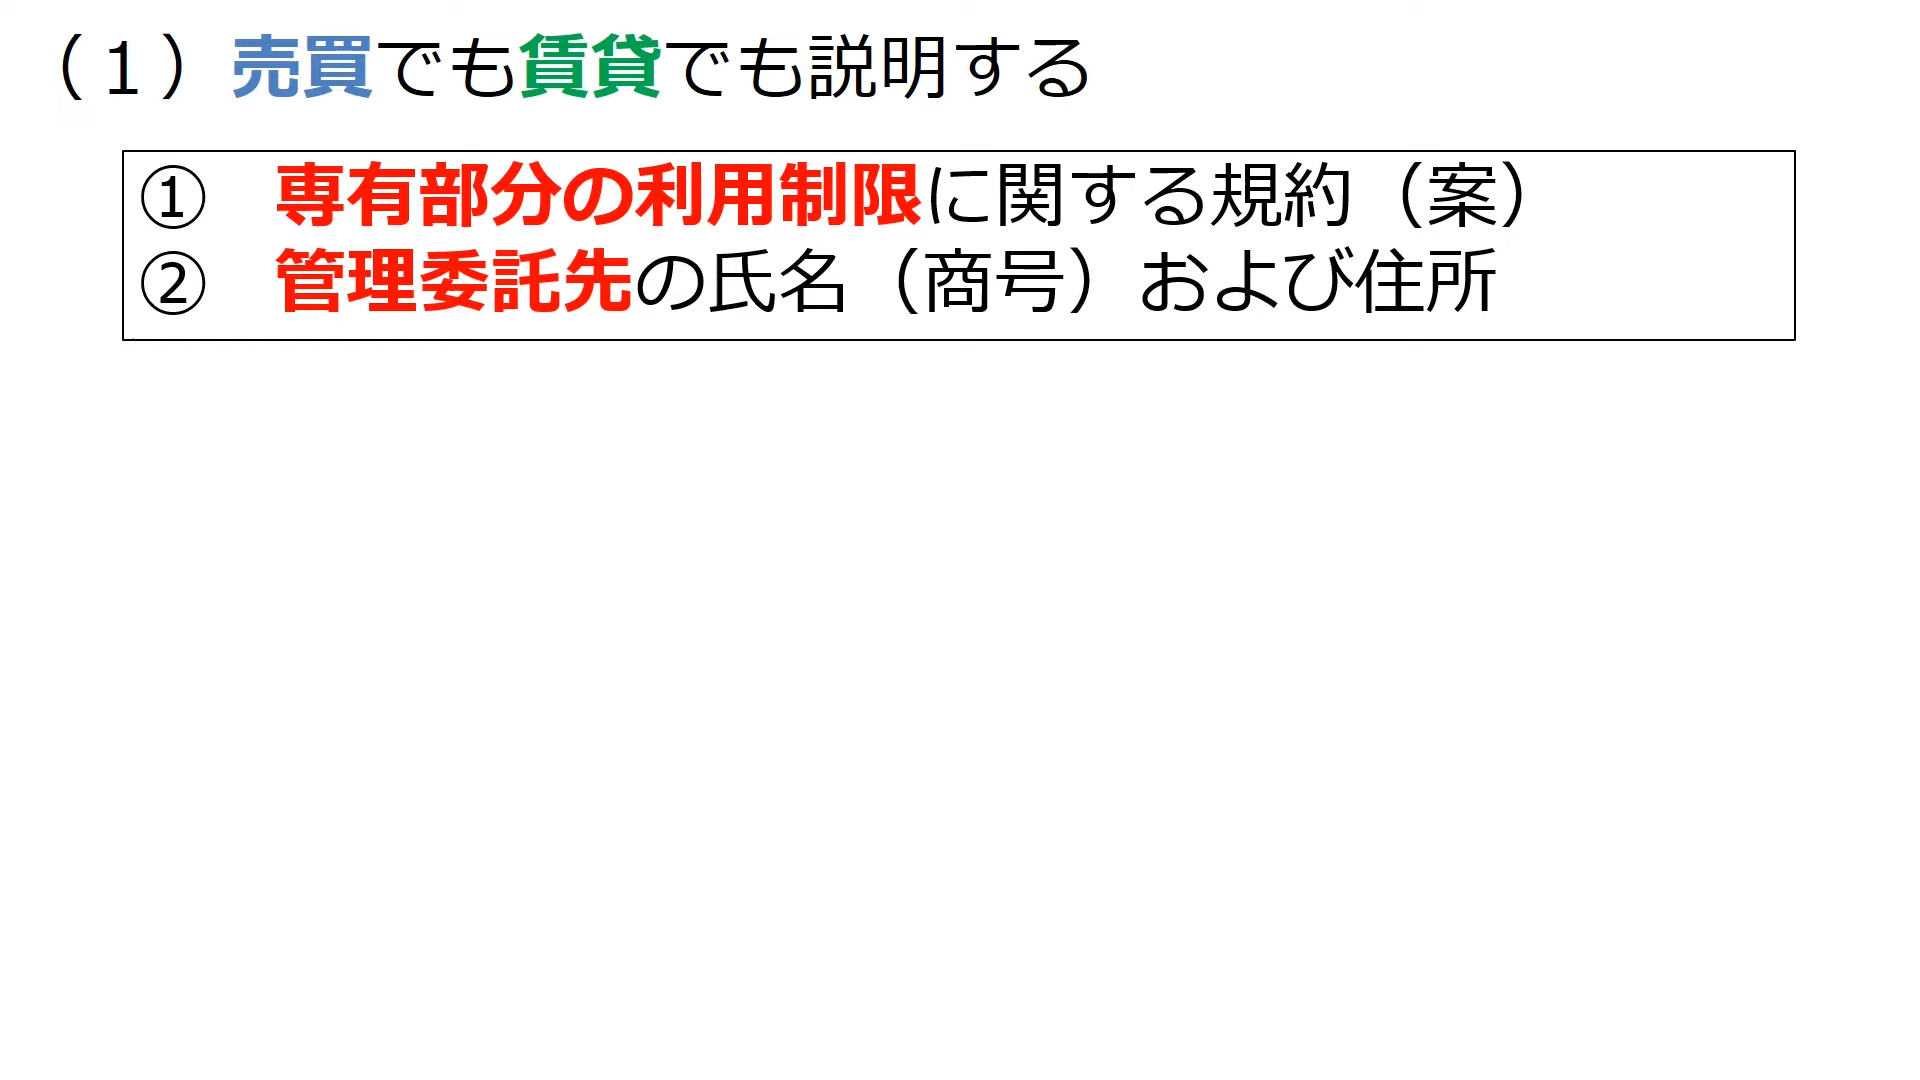 （１）売買でも賃貸でも説明する
①　専有部分の利用制限に関する規約（案）
②　管理委託先の氏名（商号）および住所